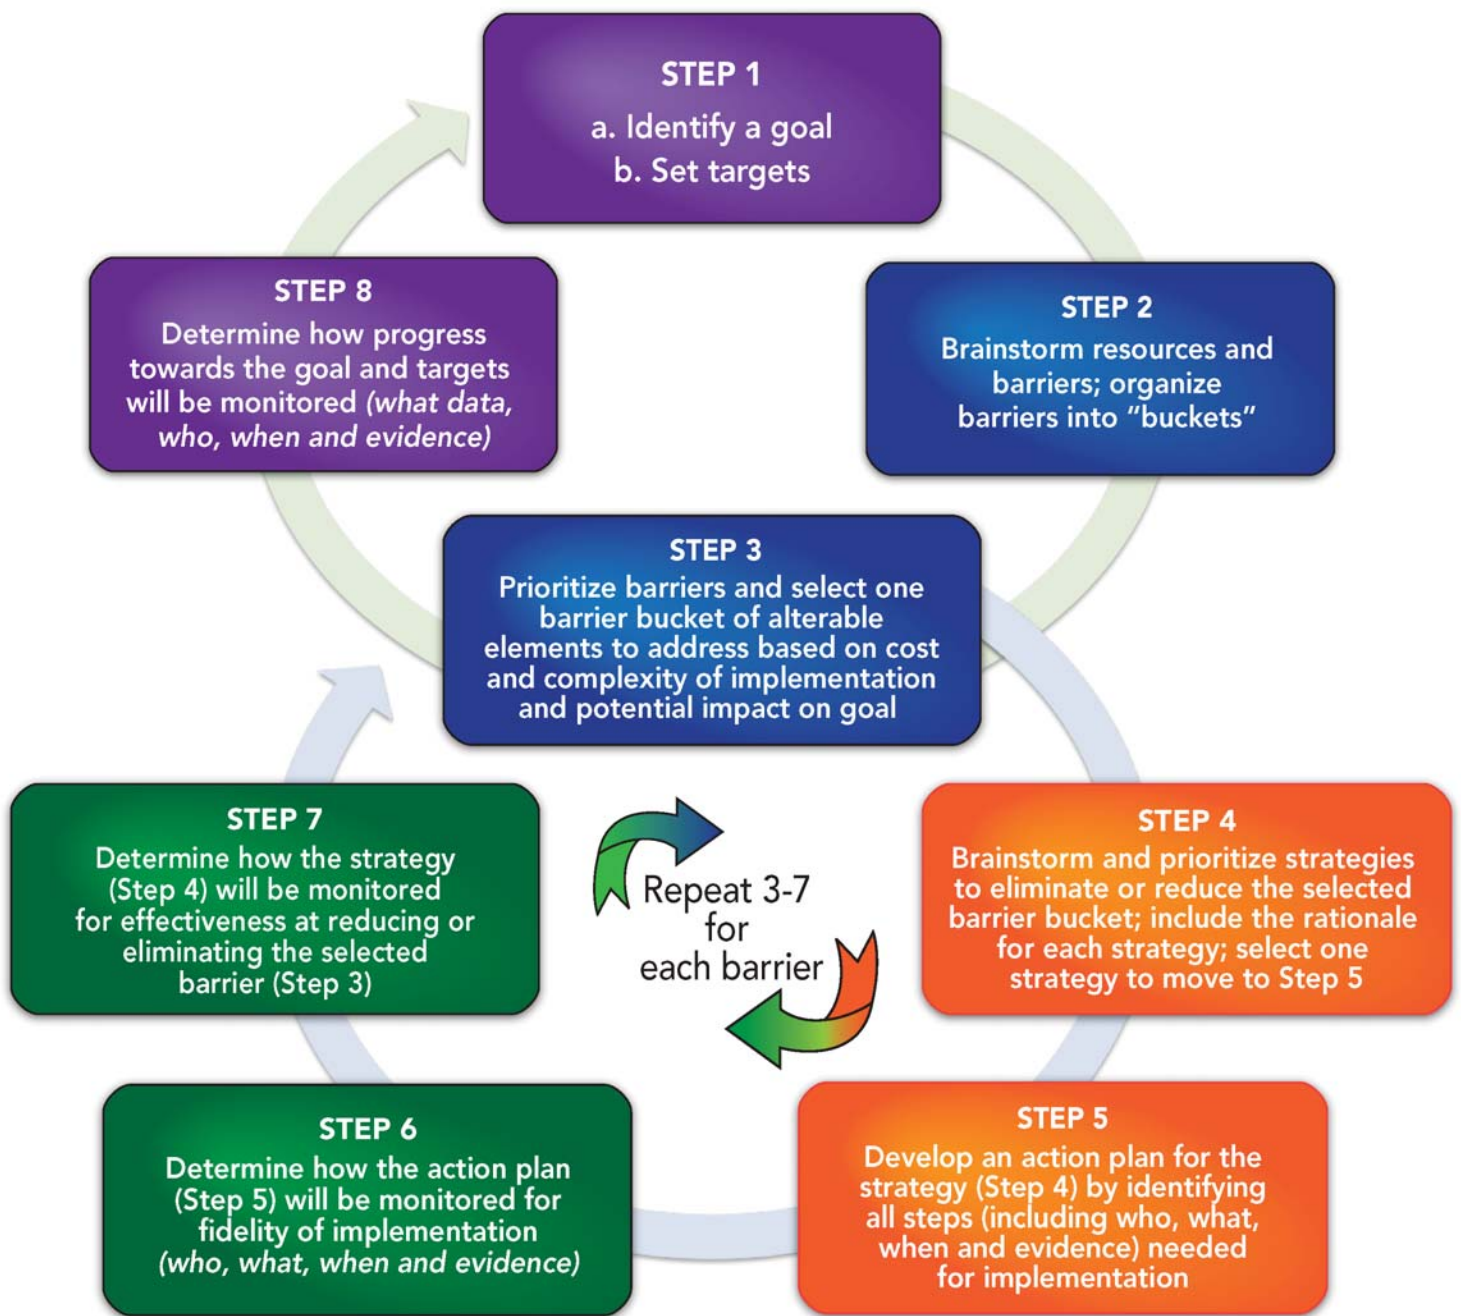 STEP 1
a. Identify a goal
b. Set targets
STEP 2
Brainstorm resources and
barriers; organize
barriers into “buckets”
STEP 3
Prioritize barriers and select one
barrier bucket of alterable
elements to address based on cost
and complexity of implementation
and potential impact on goal
STEP 4
Brainstorm and prioritize strategies
to eliminate or reduce the selected
barrier bucket; include the rationale
for each strategy; select one
strategy to move to Step 5
STEP 5
Develop an action plan for the
strategy (Step 4) by identifying
all steps (including who, what,
when and evidence) needed
for implementation
STEP 6
Determine how the action plan
(Step 5) will be monitored for
fidelity of implementation
(who, what, when and evidence)
STEP 7
Determine how the strategy
(Step 4) will be monitored
for effectiveness at reducing or
eliminating the selected
barrier (Step 3)
STEP 8
Determine how progress
towards the goal and targets
will be monitored (what data,
who, when and evidence)
Repeat 3-7
for
each barrier